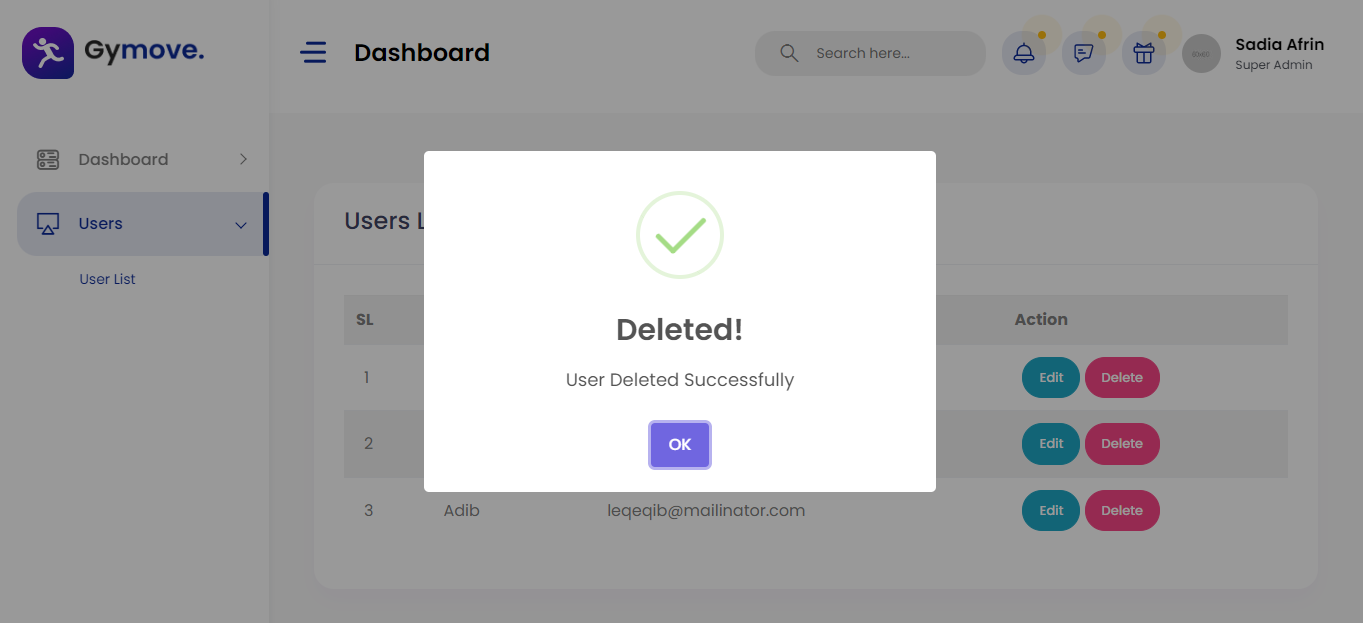 Gymove.
Dashboard
Search here...
Sadia Afrin
Super Admin
Dashboard
Users
User List
Users L
SL
Action
1
Edit
Delete
2
Edit
Delete
3
Adib
leqeqib@mailinator.com
Edit
Delete
Deleted!
User Deleted Successfully
OK